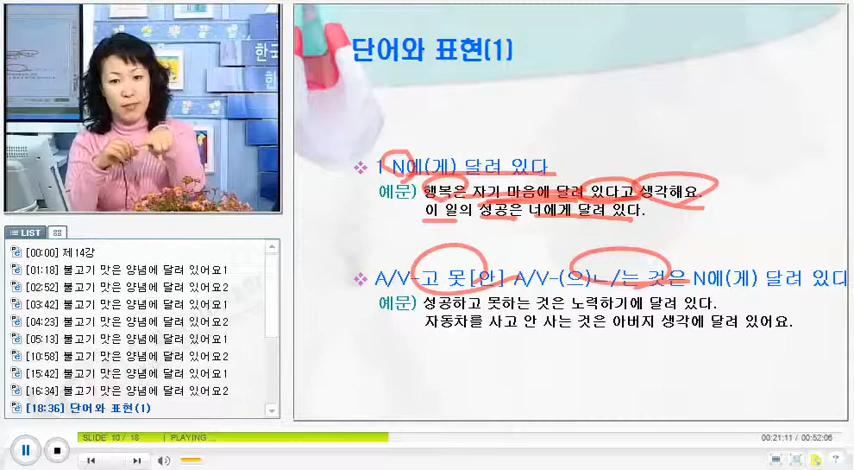 단어와 표현(1)
1 N에(게) 달려 있다
예문) 행복은 자기 마음에 달려 있다고 생각해요.
이 일의 성공은 너에게 달려 있다.
A/V-고 못[안] A/V-(으)ㄴ/는 것은 N에(게) 달려 있다
예문) 성공하고 못하는 것은 노력하기에 달려 있다.
자동차를 사고 안 사는 것은 아버지 생각에 달려 있어요.
LIST
[00:00] 제14강
[01:18] 불고기 맛은 양념에 달려 있어요1
[02:52] 불고기 맛은 양념에 달려 있어요2
[03:42] 불고기 맛은 양념에 달려 있어요1
[04:23] 불고기 맛은 양념에 달려 있어요2
[05:13] 불고기 맛은 양념에 달려 있어요1
[10:58] 불고기 맛은 양념에 달려 있어요2
[15:42] 불고기 맛은 양념에 달려 있어요1
[16:34] 불고기 맛은 양념에 달려 있어요2
[18:36] 단어와 표현(1)
SLIDE 10 / 18 | PLAYING ...
00:21:11 / 00:52:06